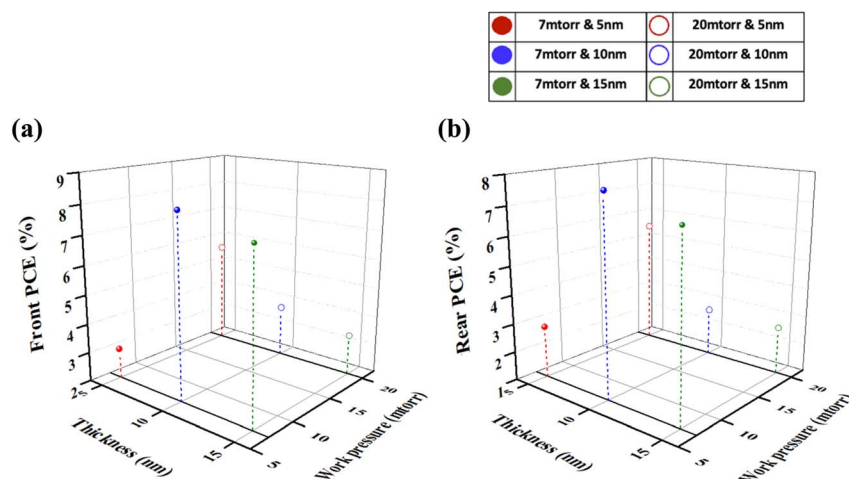 7mtorr & 5nm 20mtorr & 5nm
7mtorr & 10nm 20mtorr & 10nm
7mtorr & 15nm 20mtorr & 15nm
(a)
9
8
7
6
5
4
3
2
Front PCE (%)
5
10
15
Thickness (nm)
5
10
15
20
Work pressure (mtorr)
(b)
8
7
6
5
4
3
2
1
Rear PCE (%)
5
10
15
Thickness (nm)
5
10
15
20
Work pressure (mtorr)